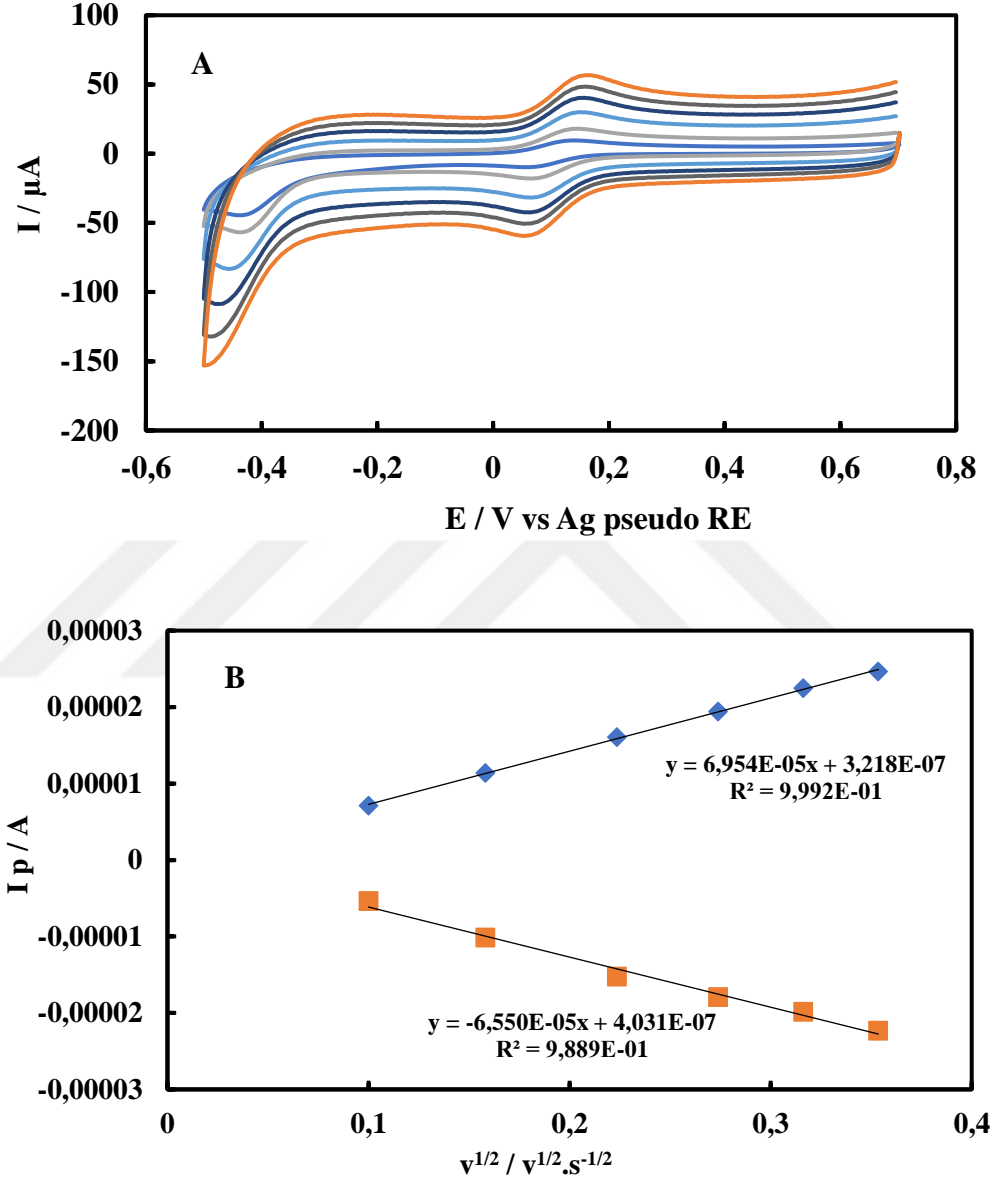 A
100
50
0
-50
-100
-150
-200
I / µA
-0,6 -0,4 -0,2 0 0,2 0,4 0,6 0,8
E / V vs Ag pseudo RE
B
0,00003
0,00002
0,00001
0
-0,00001
-0,00002
-0,00003
I p / A
y = 6,954E-05x + 3,218E-07
R² = 9,992E-01
y = -6,550E-05x + 4,031E-07
R² = 9,889E-01
0 0,1 0,2 0,3 0,4
v¹/² / v¹/².s⁻¹/²